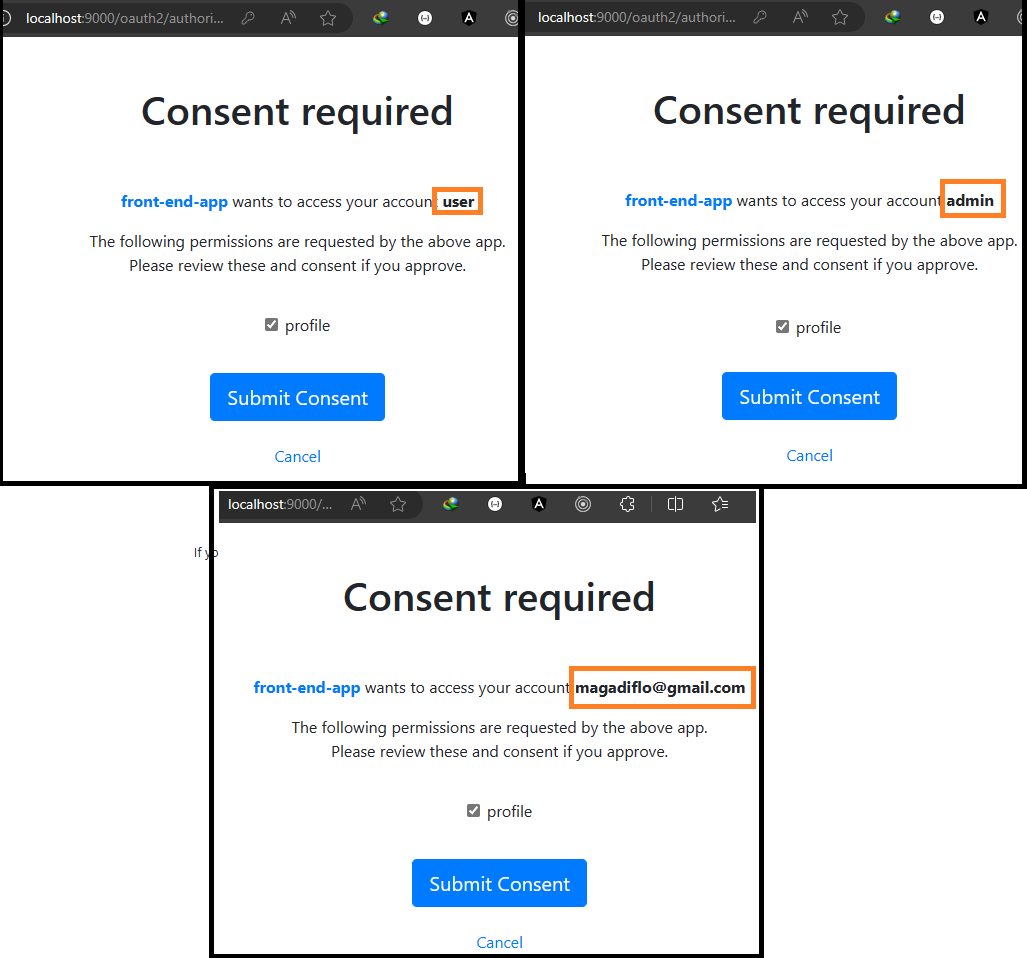 localhost:9000/oauth2/authori...
Consent required
front-end-app wants to access your accoun user
The following permissions are requested by the above app.
Please review these and consent if you approve.
profile
Submit Consent
Cancel
localhost:9000/oauth2/authori...
Consent required
front-end-app wants to access your account admin
The following permissions are requested by the above app.
Please review these and consent if you approve.
profile
Submit Consent
Cancel
localhost:9000/...
If yo
Consent required
front-end-app wants to access your account magadiflo@gmail.com
The following permissions are requested by the above app.
Please review these and consent if you approve.
profile
Submit Consent
Cancel